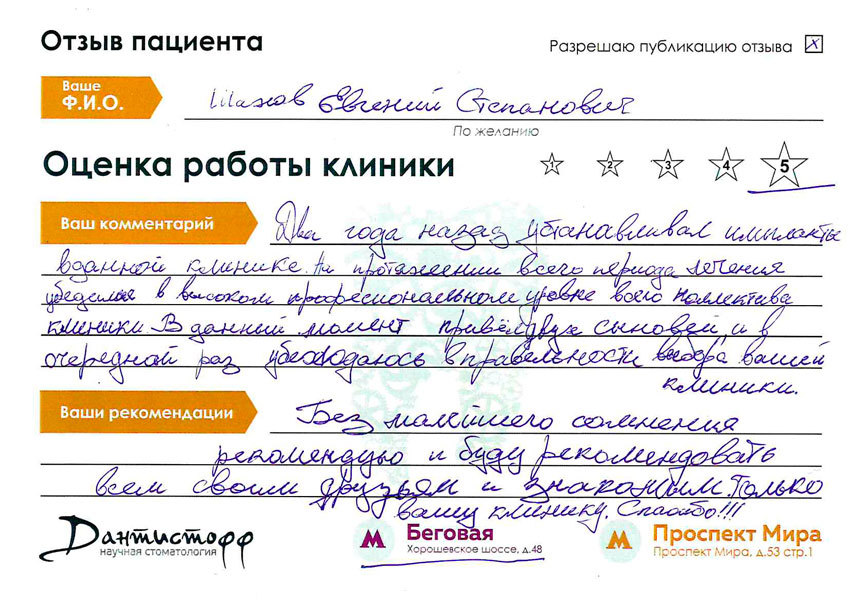 Отзыв пациента
Разрешаю публикацию отзыва X
Ваше
Ф.И.О.
Шахов Евгений Степанович
По желанию
Оценка работы клиники 1 2 3 4 5
Ваш комментарий
Два года назад устанавливал импланты
в данной клинике. На протяжении всего периода лечения
убедился в высоком професиональном уровне всего коллектива
клиники. В данный момент привёл двух сыновей, и в
очередной раз убеждаюсь в правельности выбора вашей
клиники.
Ваши рекомендации
Без малейшего сомнения
рекомендую и буду рекомендовать
всем своим друзьям и знакомым только
вашу клинику. Спасибо!!!
Дантистофф
научная стоматология
М Беговая
Хорошевское шоссе, д.48
М Проспект Мира
Проспект Мира, д.53 стр.1